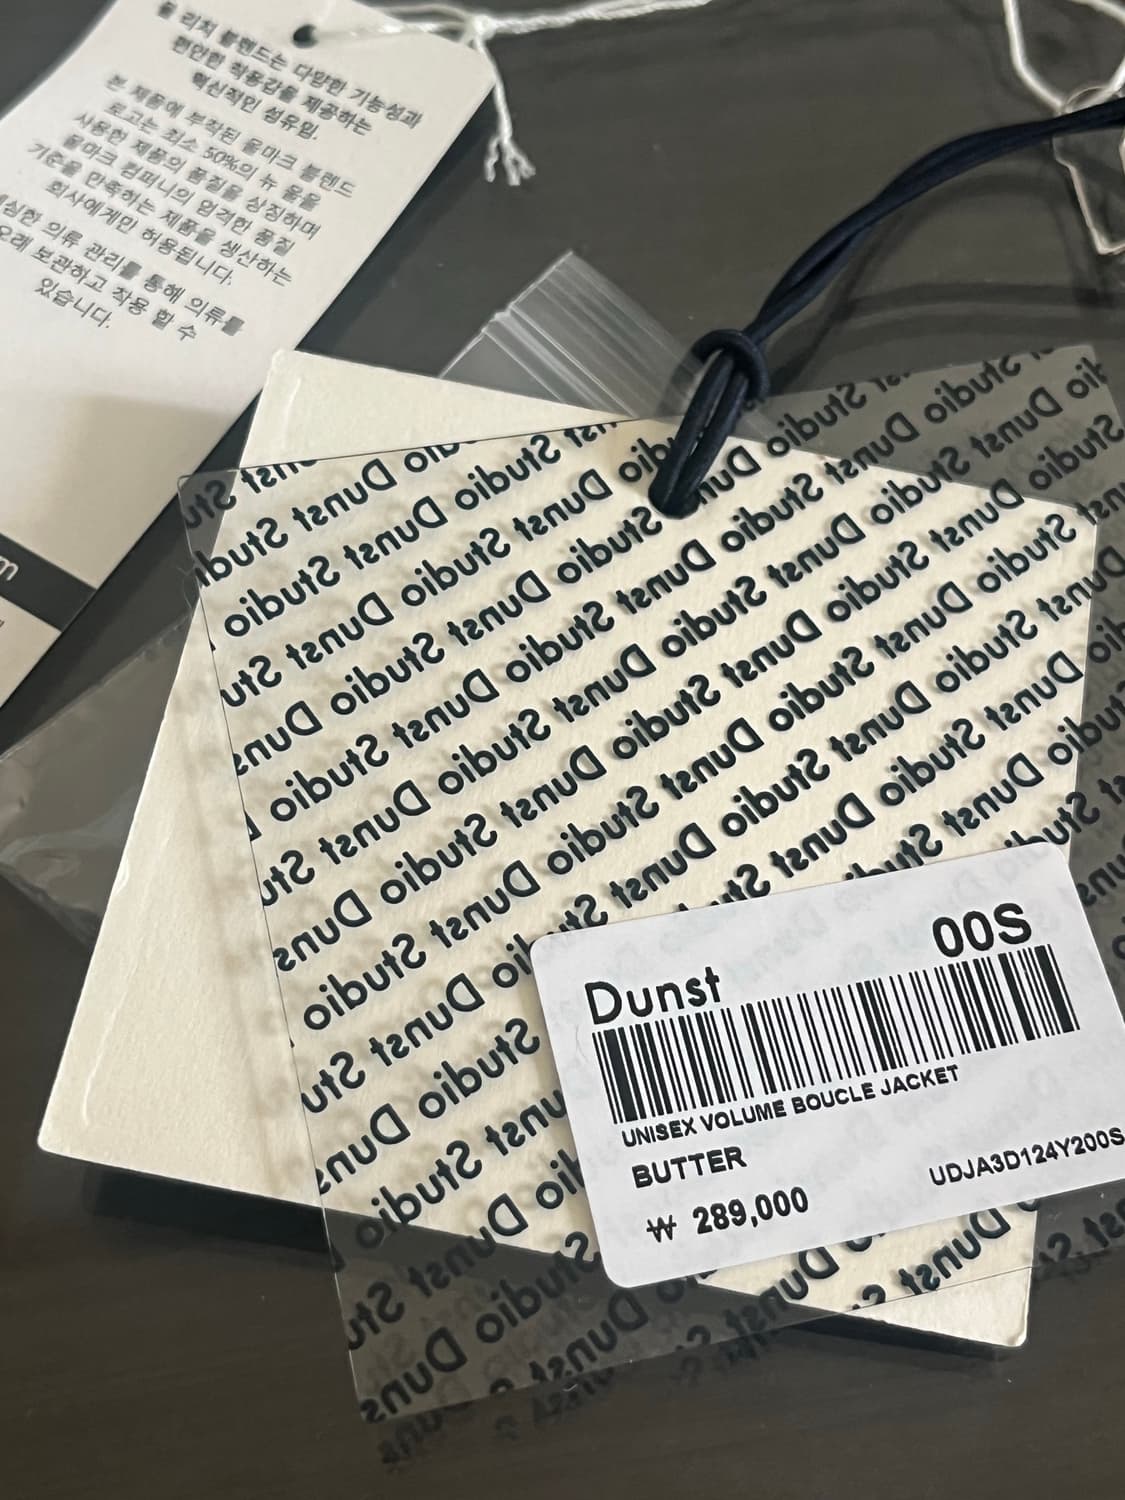 울 리치 블렌드는 다양한 기능성과
편안한 착용감을 제공하는
혁신적인 섬유임.
본 제품에 부착된 울마크 블렌드
로고는 최소 50%의 뉴 울을
사용한 제품의 품질을 상징하며
울마크 컴퍼니의 엄격한 품질
기준을 만족하는 제품을 생산하는
회사에게만 허용됩니다.
세심한 의류 관리를 통해 의류를
오래 보관하고 착용 할 수
있습니다.
Dunst Studio Dunst Studio
00S
Dunst
UNISEX VOLUME BOUCLE JACKET
BUTTER
UDJA3D124Y200S
₩ 289,000